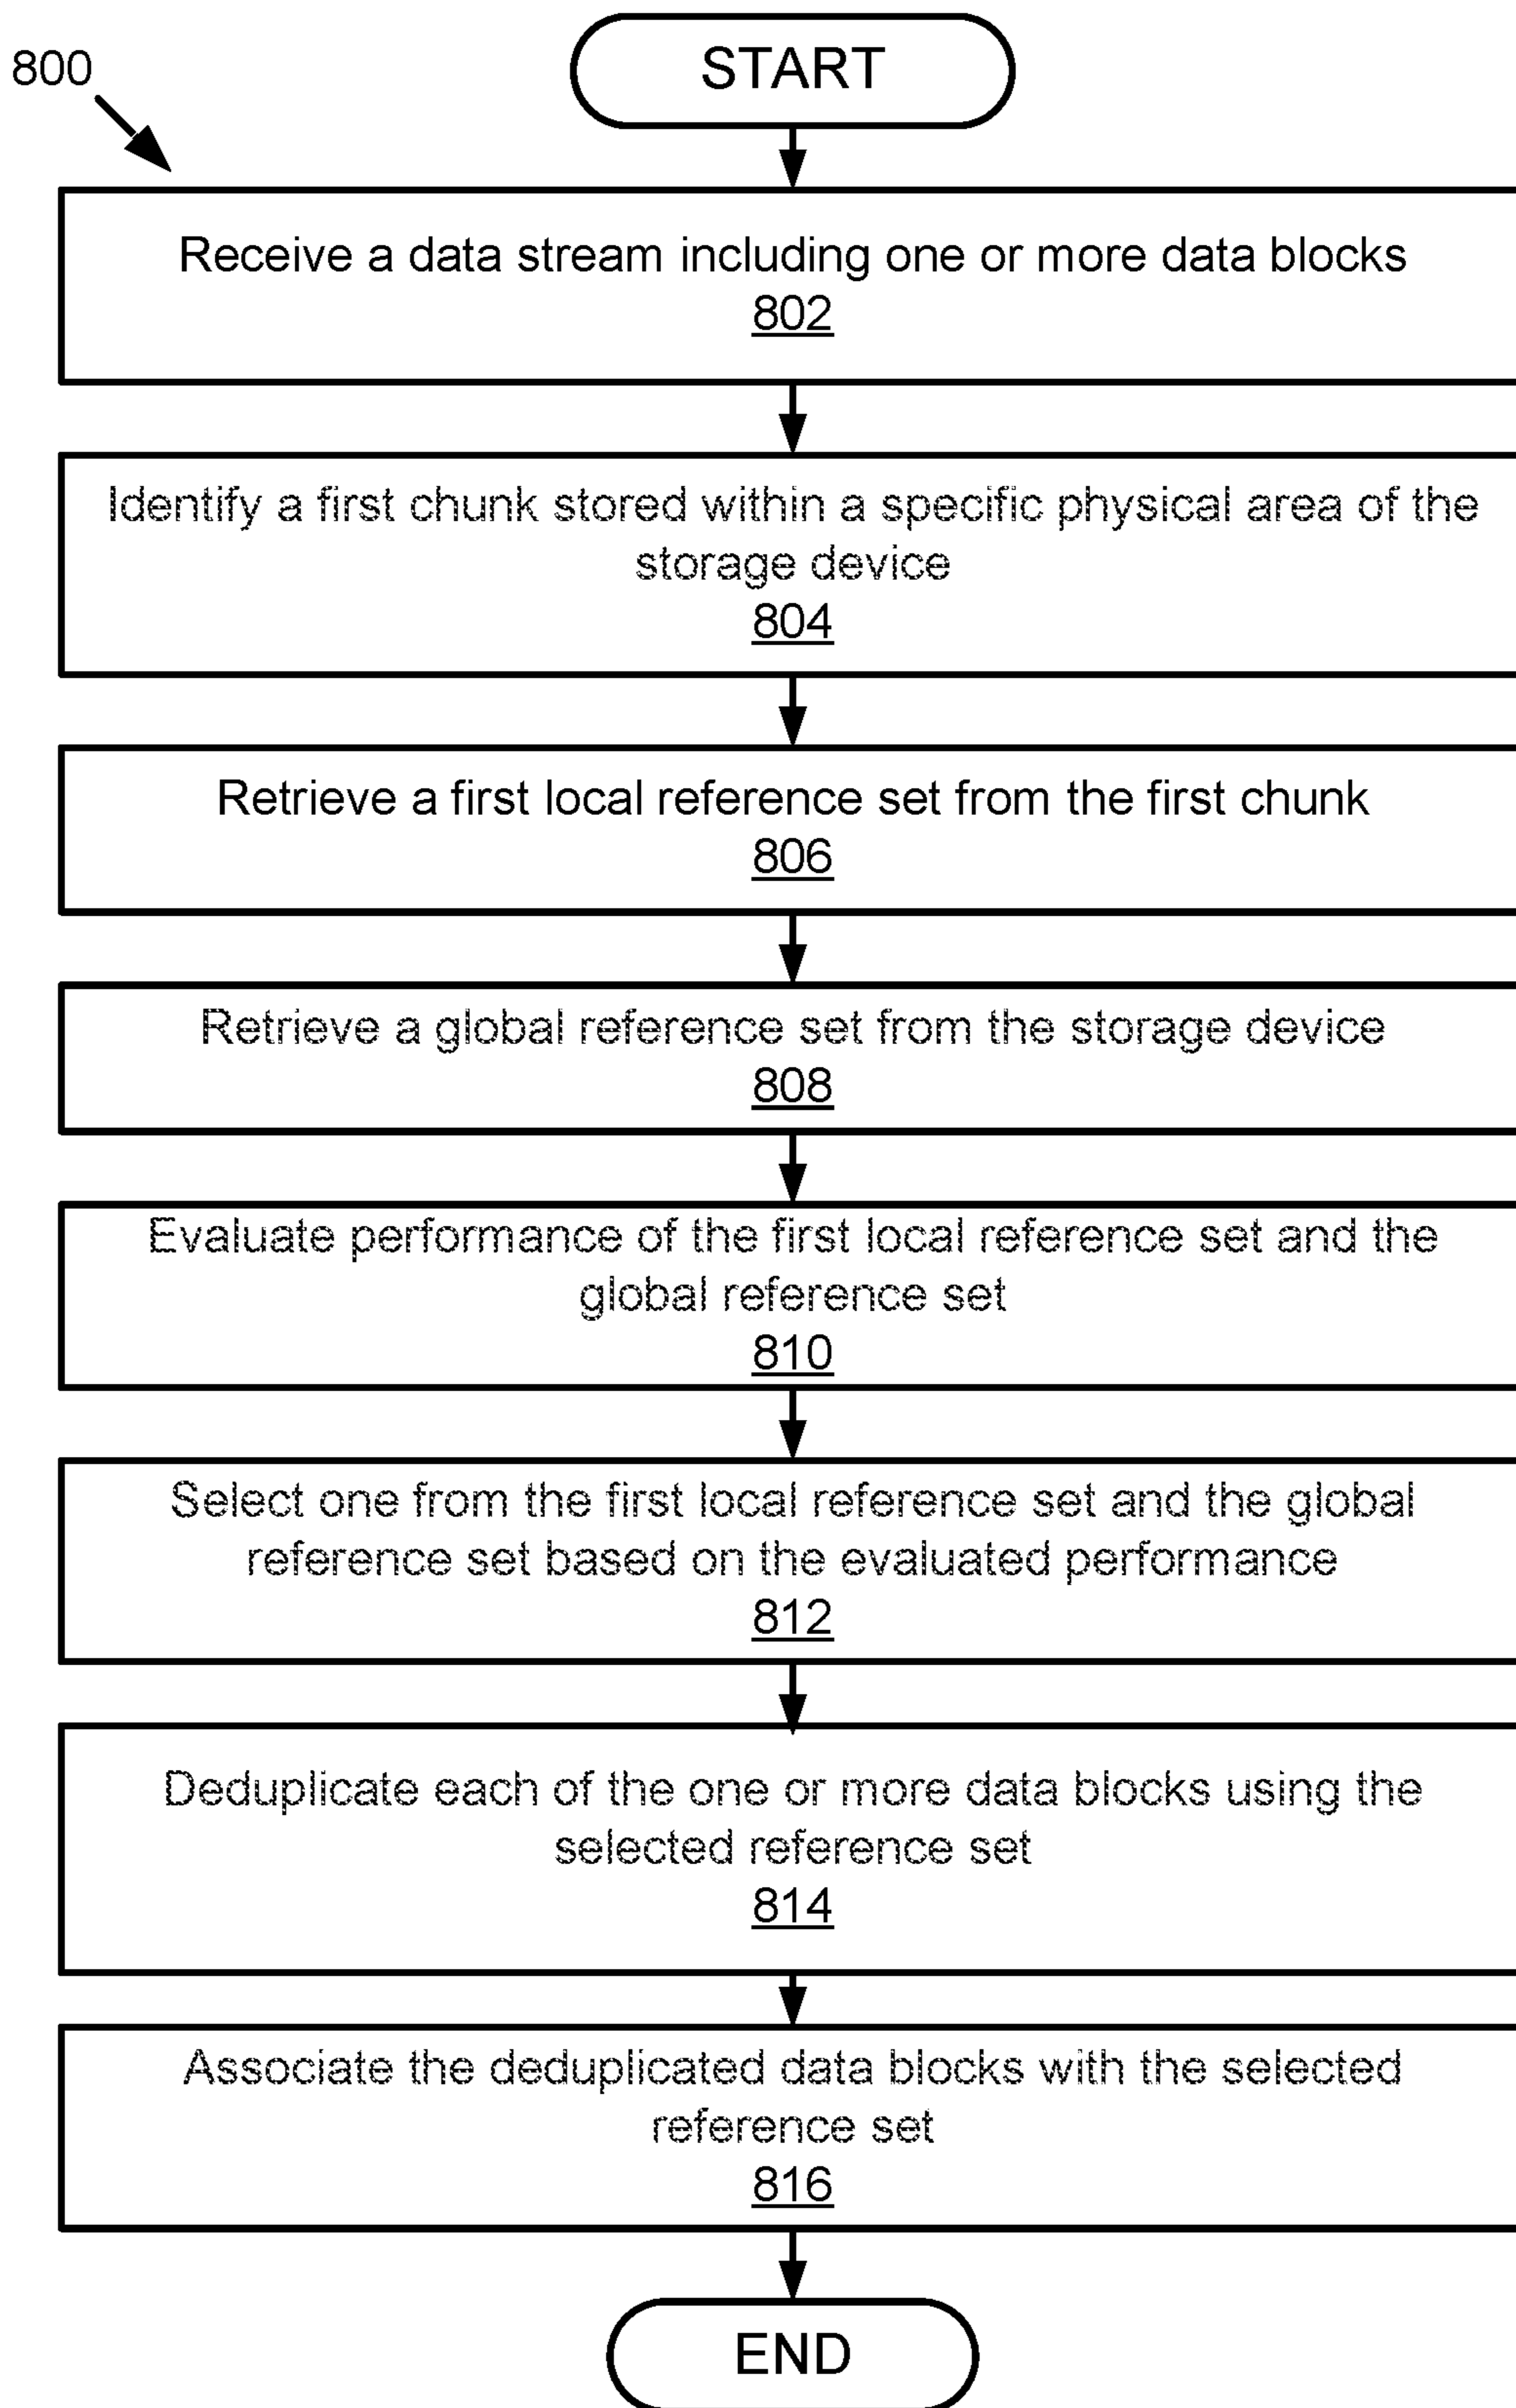 START
800
Receive a data stream including one or more data blocks
802
Identify a first chunk stored within a specific physical area of the
storage device
804
Retrieve a first local reference set from the first chunk
806
Retrieve a global reference set from the storage device
808
Evaluate performance of the first local reference set and the
global reference set
810
Select one from the first local reference set and the global
reference set based on the evaluated performance
812
Deduplicate each of the one or more data blocks using the
selected reference set
814
Associate the deduplicated data blocks with the selected
reference set
816
END